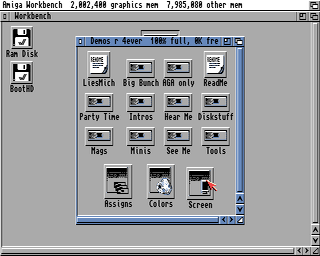 Amiga Workbench 2,002,400 graphics mem 7,985,080 other mem
Workbench
Demos r 4ever 100% full, 0K fre
Ram Disk
BootHD
LiesMich Big Bunch AGA only ReadMe
Party Time Intros Hear Me Diskstuff
Mags Minis See Me Tools
Assigns Colors Screen